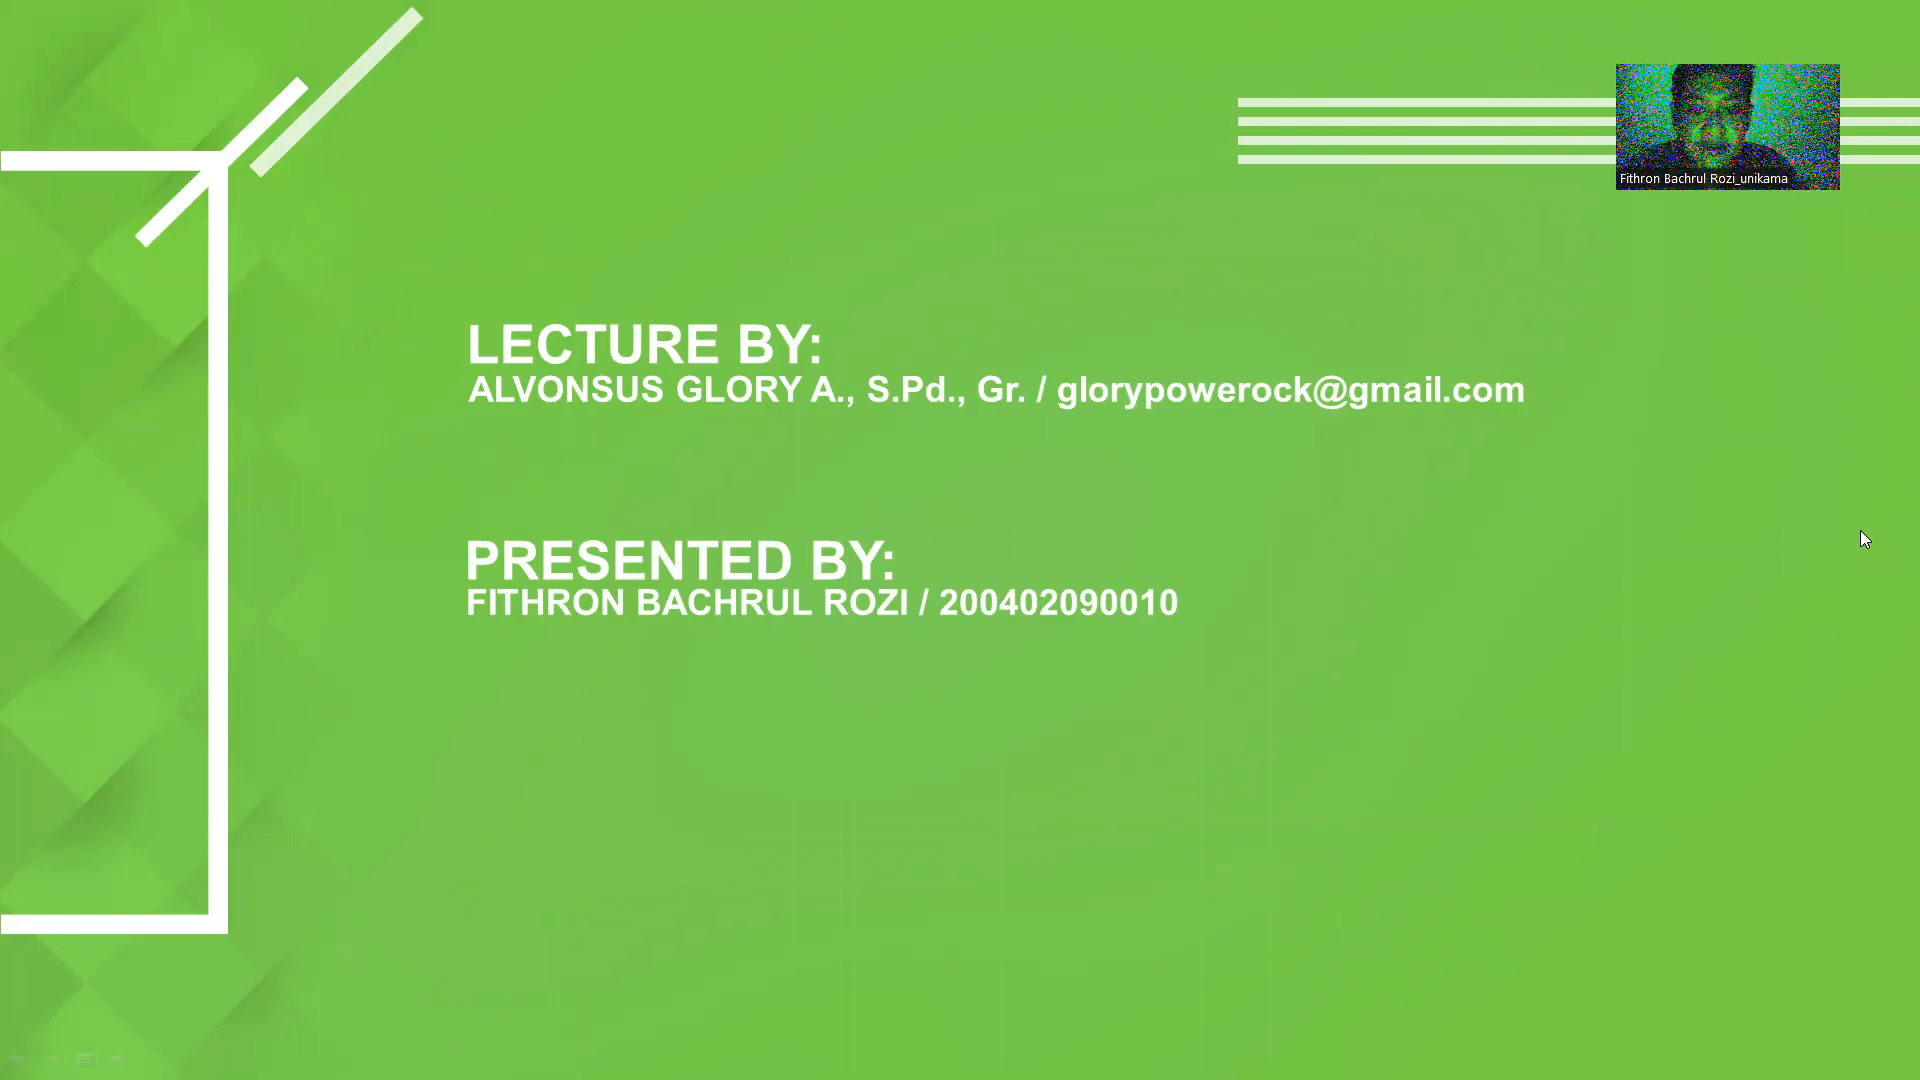 Fithron Bachrul Rozi_unikama
LECTURE BY:
ALVONSUS GLORY A., S.Pd., Gr. / glorypowerock@gmail.com
PRESENTED BY:
FITHRON BACHRUL ROZI / 200402090010